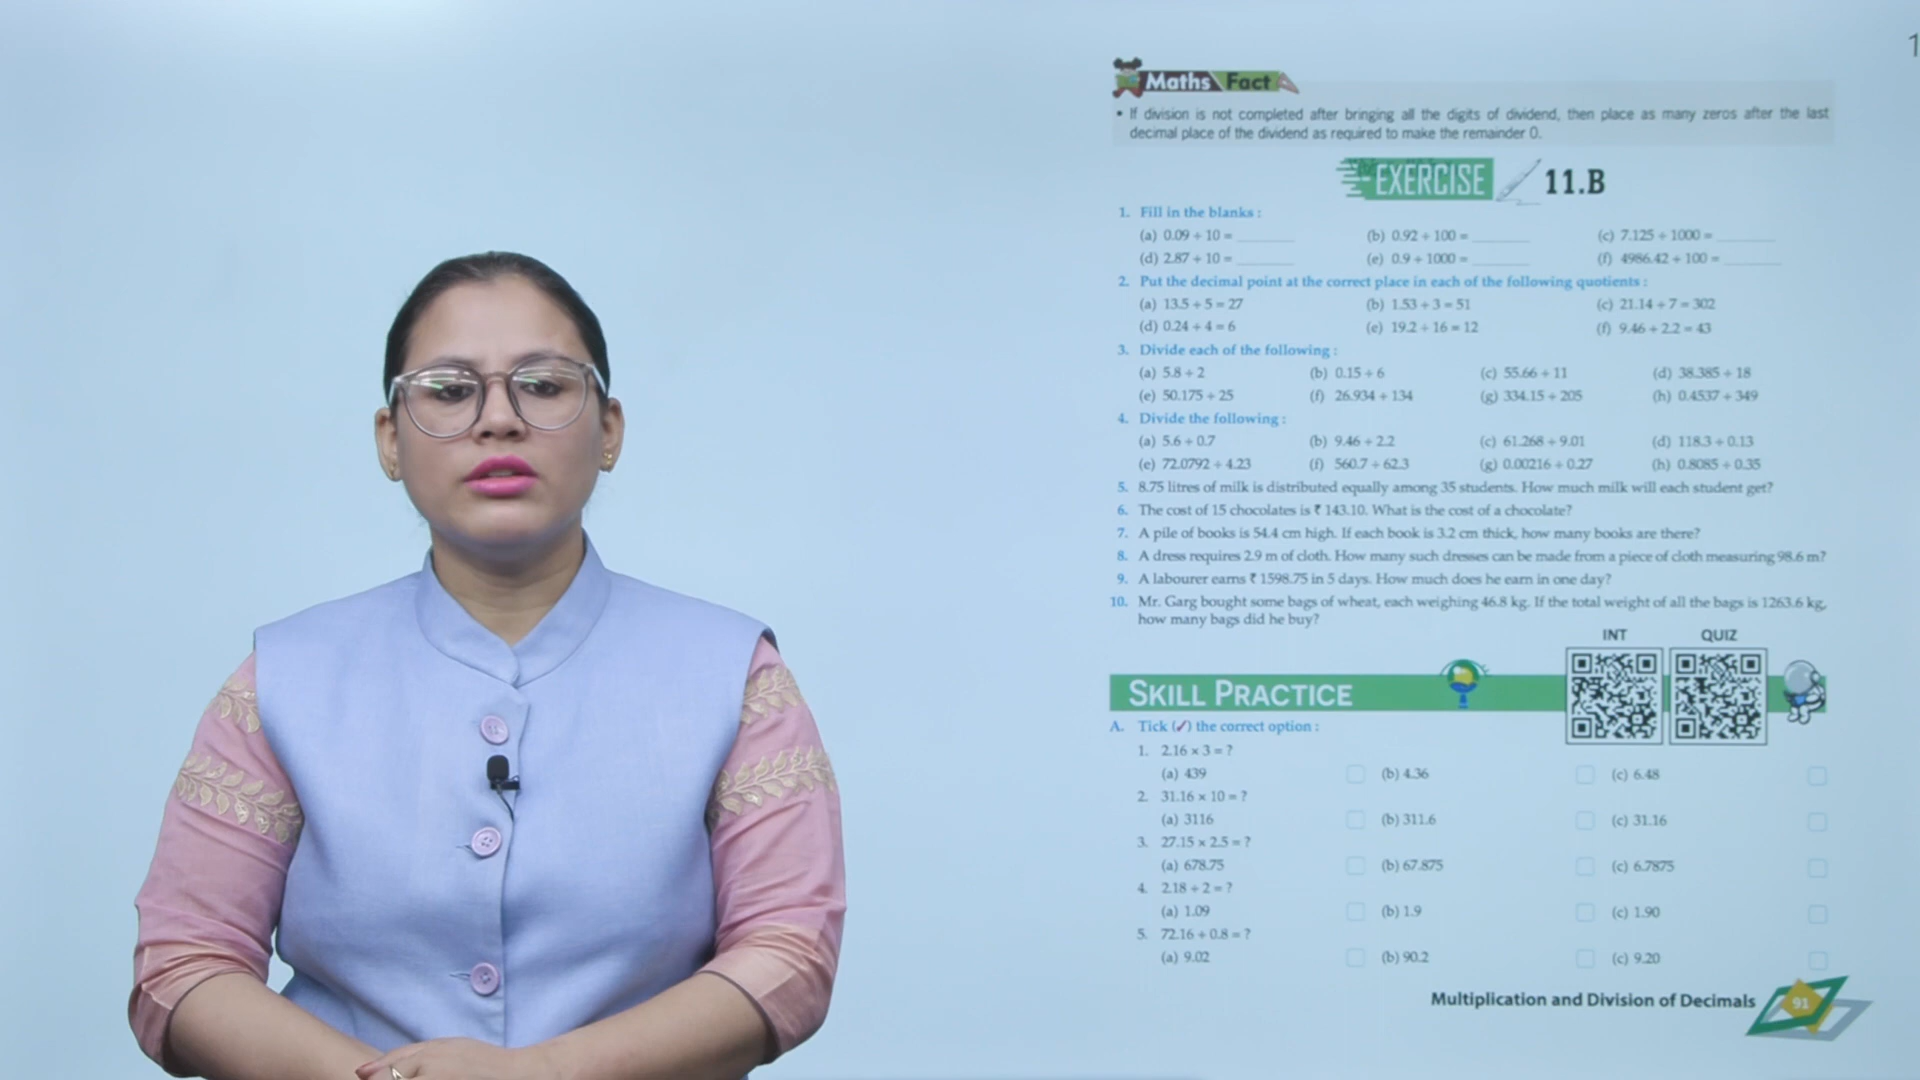 1
Maths Fact
• If division is not completed after bringing all the digits of dividend, then place as many zeros after the last
decimal place of the dividend as required to make the remainder 0.
EXERCISE 11.B
1. Fill in the blanks :
(a) 0.09 ÷ 10 = ______ (b) 0.92 ÷ 100 = ______ (c) 7.125 ÷ 1000 = ______
(d) 2.87 ÷ 10 = ______ (e) 0.9 ÷ 1000 = ______ (f) 4986.42 ÷ 100 = ______
2. Put the decimal point at the correct place in each of the following quotients :
(a) 13.5 ÷ 5 = 27 (b) 1.53 ÷ 3 = 51 (c) 21.14 ÷ 7 = 302
(d) 0.24 ÷ 4 = 6 (e) 19.2 ÷ 16 = 12 (f) 9.46 ÷ 2.2 = 43
3. Divide each of the following :
(a) 5.8 ÷ 2 (b) 0.15 ÷ 6 (c) 55.66 ÷ 11 (d) 38.385 ÷ 18
(e) 50.175 ÷ 25 (f) 26.934 ÷ 134 (g) 334.15 ÷ 205 (h) 0.4537 ÷ 349
4. Divide the following :
(a) 5.6 ÷ 0.7 (b) 9.46 ÷ 2.2 (c) 61.268 ÷ 9.01 (d) 118.3 ÷ 0.13
(e) 72.0792 ÷ 4.23 (f) 560.7 ÷ 62.3 (g) 0.00216 ÷ 0.27 (h) 0.8085 ÷ 0.35
5. 8.75 litres of milk is distributed equally among 35 students. How much milk will each student get?
6. The cost of 15 chocolates is ₹ 143.10. What is the cost of a chocolate?
7. A pile of books is 54.4 cm high. If each book is 3.2 cm thick, how many books are there?
8. A dress requires 2.9 m of cloth. How many such dresses can be made from a piece of cloth measuring 98.6 m?
9. A labourer earns ₹ 1598.75 in 5 days. How much does he earn in one day?
10. Mr. Garg bought some bags of wheat, each weighing 46.8 kg. If the total weight of all the bags is 1263.6 kg,
how many bags did he buy?
INT QUIZ
SKILL PRACTICE
A. Tick (✓) the correct option :
1. 2.16 × 3 = ?
(a) 439 (b) 4.36 (c) 6.48
2. 31.16 × 10 = ?
(a) 3116 (b) 311.6 (c) 31.16
3. 27.15 × 2.5 = ?
(a) 678.75 (b) 67.875 (c) 6.7875
4. 2.18 ÷ 2 = ?
(a) 1.09 (b) 1.9 (c) 1.90
5. 72.16 ÷ 0.8 = ?
(a) 9.02 (b) 90.2 (c) 9.20
Multiplication and Division of Decimals 91